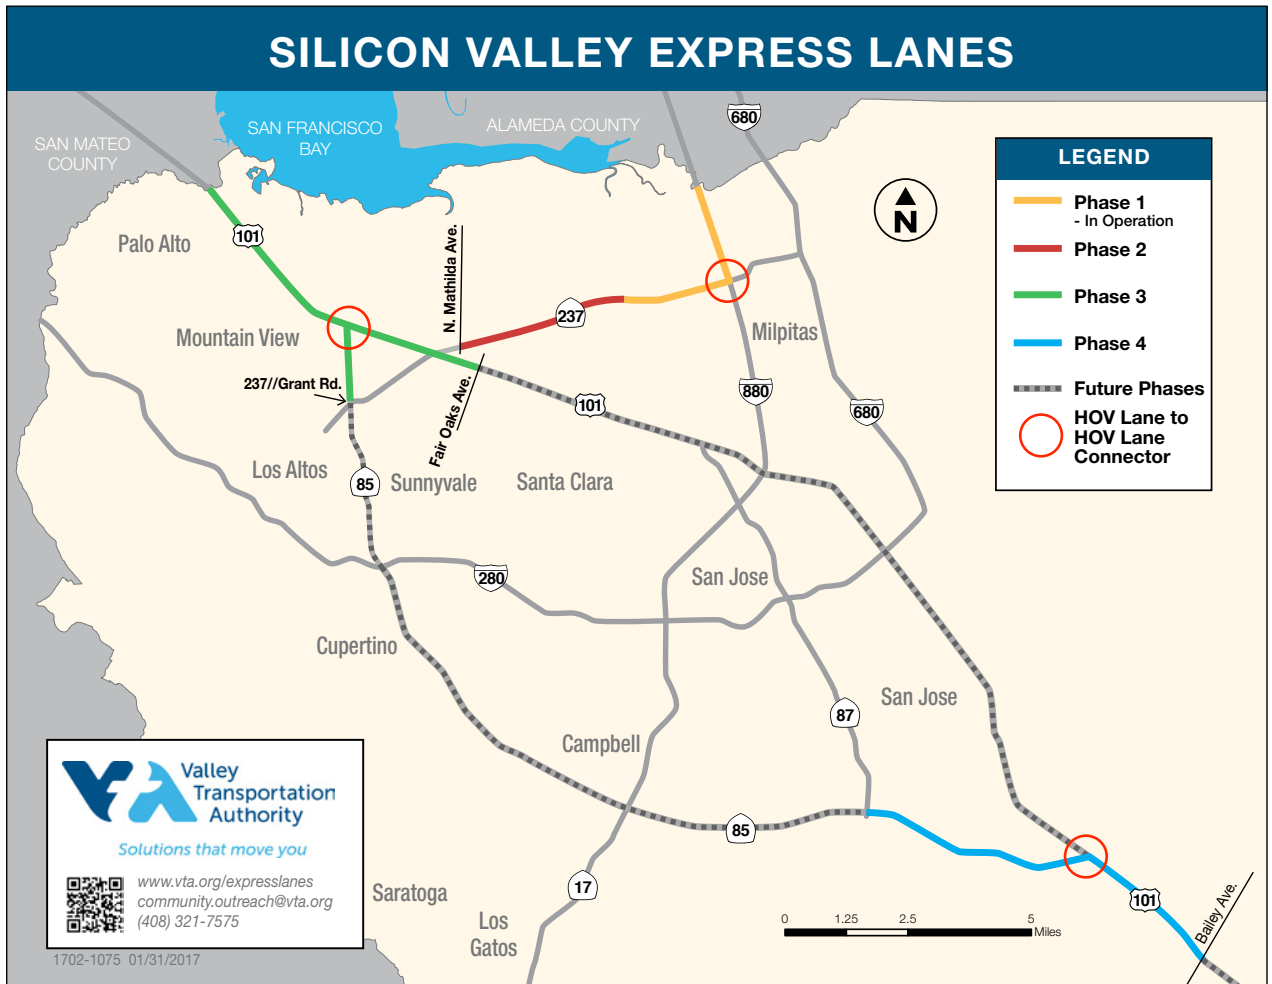 SILICON VALLEY EXPRESS LANES
SAN MATEO
COUNTY
SAN FRANCISCO
BAY
ALAMEDA COUNTY
680
LEGEND
Phase 1
- In Operation
Phase 2
Phase 3
Phase 4
Future Phases
HOV Lane to
HOV Lane
Connector
N
Palo Alto
101
N. Mathilda Ave.
237
Mountain View
Milpitas
237//Grant Rd.
Fair Oaks Ave.
101
880
680
Los Altos
85
Sunnyvale
Santa Clara
280
San Jose
Cupertino
San Jose
87
Campbell
85
Valley
Transportation
Authority
Solutions that move you
www.vta.org/expresslanes
community.outreach@vta.org
(408) 321-7575
1702-1075 01/31/2017
Saratoga
17
Los
Gatos
101
Bailey Ave.
0 1.25 2.5 5
Miles